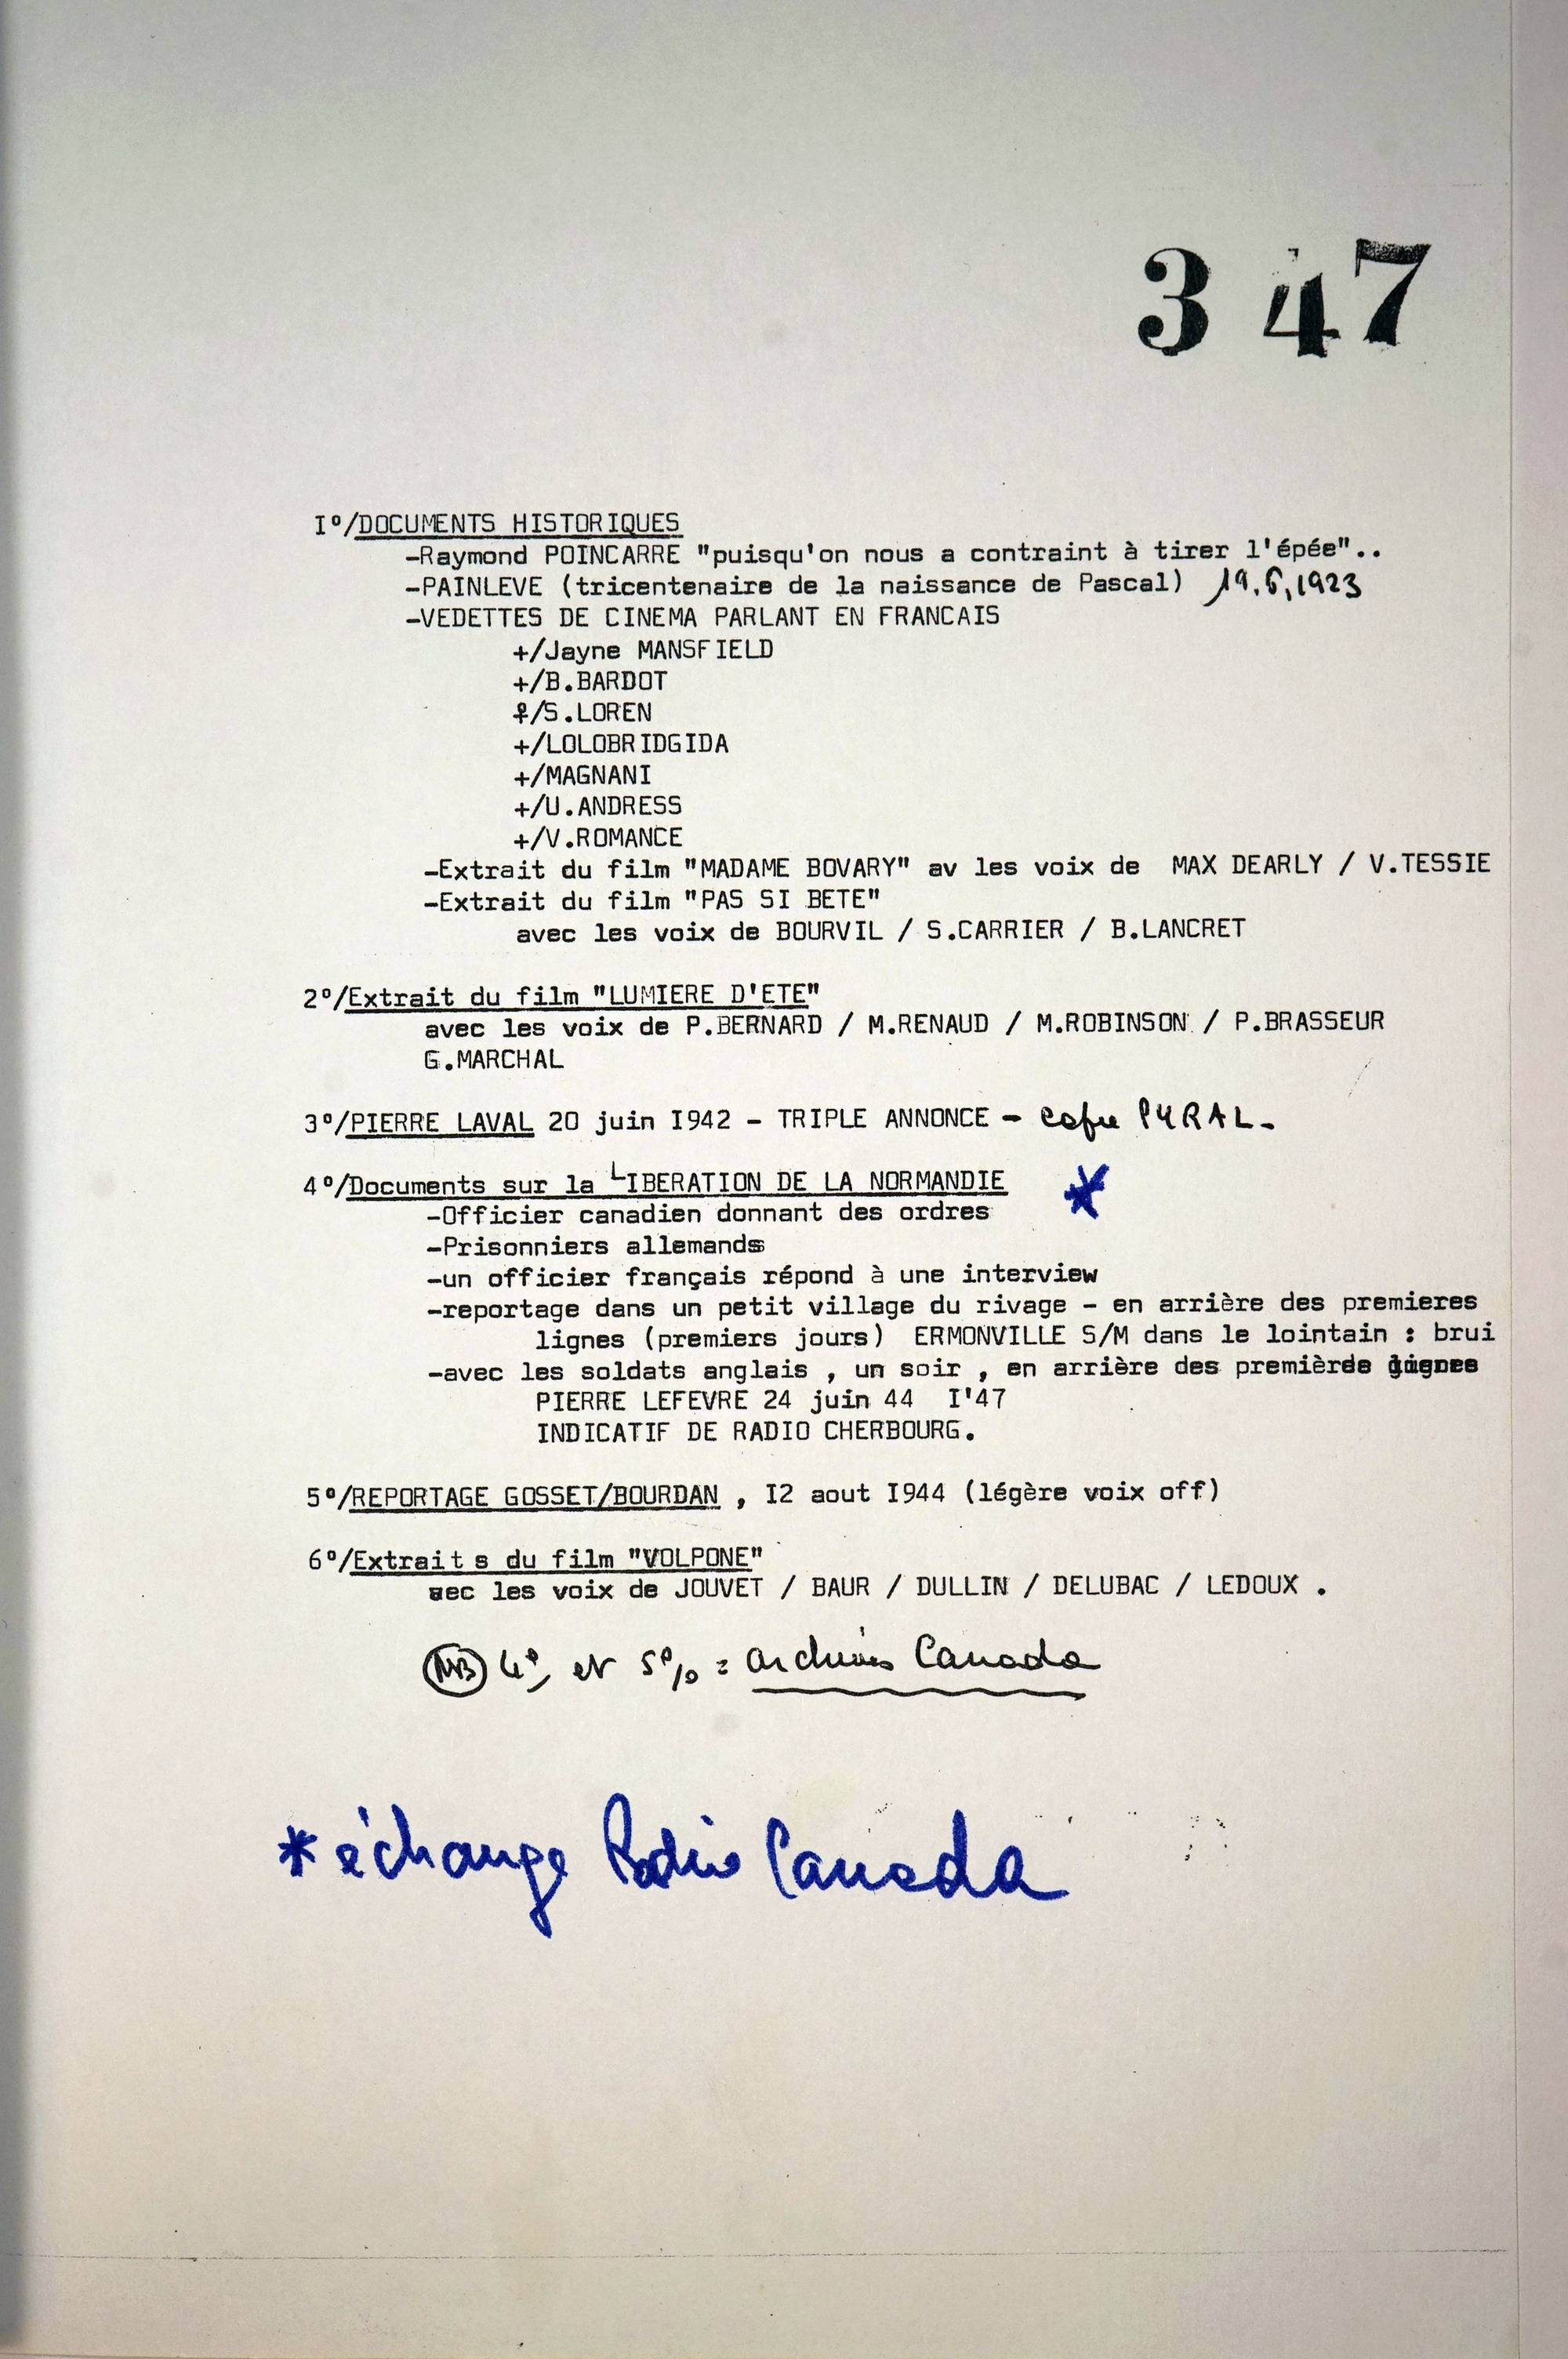 347
I°/DOCUMENTS HISTORIQUES
-Raymond POINCARRE "puisqu'on nous a contraint à tirer l'épée"..
-PAINLEVE (tricentenaire de la naissance de Pascal) 19.6.1923
-VEDETTES DE CINEMA PARLANT EN FRANCAIS
+/Jayne MANSFIELD
+/B.BARDOT
+/S.LOREN
+/LOLOBRIDGIDA
+/MAGNANI
+/U.ANDRESS
+/V.ROMANCE
-Extrait du film "MADAME BOVARY" av les voix de MAX DEARLY / V.TESSIE
-Extrait du film "PAS SI BETE"
avec les voix de BOURVIL / S.CARRIER / B.LANCRET
2°/Extrait du film "LUMIERE D'ETE"
avec les voix de P.BERNARD / M.RENAUD / M.ROBINSON / P.BRASSEUR
G.MARCHAL
3°/PIERRE LAVAL 20 juin I942 - TRIPLE ANNONCE - copie PYRAL-
4°/Documents sur la LIBERATION DE LA NORMANDIE *
-Officier canadien donnant des ordres
-Prisonniers allemands
-un officier français répond à une interview
-reportage dans un petit village du rivage - en arrière des premieres
lignes (premiers jours) ERMONVILLE S/M dans le lointain : brui
-avec les soldats anglais , un soir , en arrière des premières lignes
PIERRE LEFEVRE 24 juin 44 I'47
INDICATIF DE RADIO CHERBOURG.
5°/REPORTAGE GOSSET/BOURDAN , I2 aout I944 (légère voix off)
6°/Extraits du film "VOLPONE"
aec les voix de JOUVET / BAUR / DULLIN / DELUBAC / LEDOUX .
NB 4°/ et 5°/o = archives Canada
* échange Radio Canada